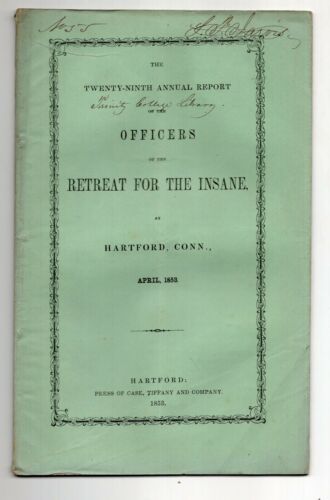 No 55
THE
TWENTY-NINTH ANNUAL REPORT
Trinity College Library.
OF THE
OFFICERS
OF THE
RETREAT FOR THE INSANE,
AT
HARTFORD, CONN.,
APRIL, 1853.
HARTFORD:
PRESS OF CASE, TIFFANY AND COMPANY.
1853.